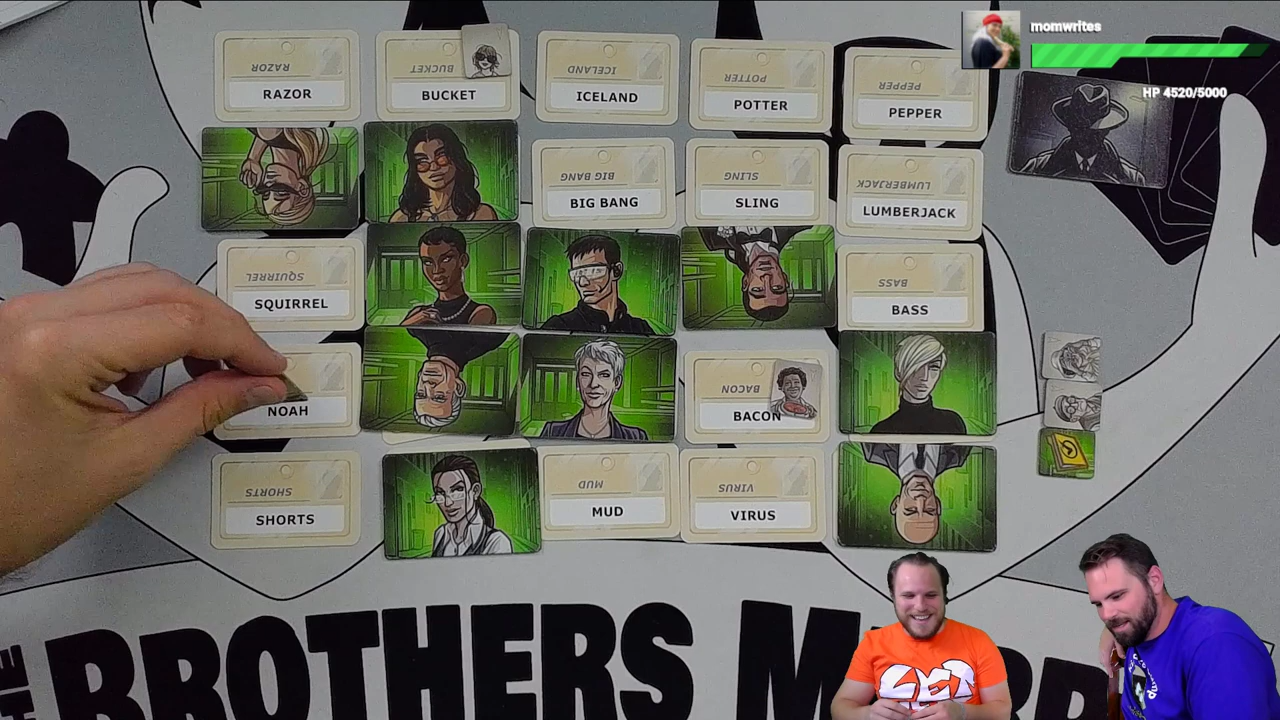 momwrites
HP 4520/5000
RAZOR
RAZOR
BUCKET
BUCKET
ICELAND
ICELAND
POTTER
POTTER
PEPPER
PEPPER
BIG BANG
BIG BANG
SLING
SLING
LUMBERJACK
LUMBERJACK
SQUIRREL
SQUIRREL
BASS
BASS
NOAH
BACON
BACON
SHORTS
SHORTS
MUD
MUD
VIRUS
VIRUS
THE
BROTHERS